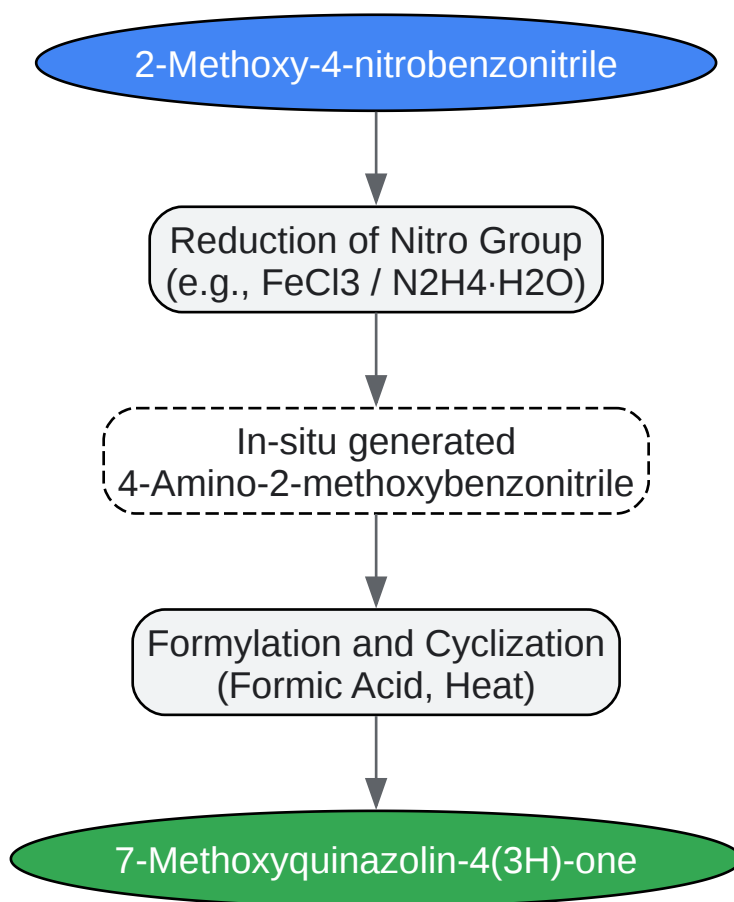 2-Methoxy-4-nitrobenzonitrile
Reduction of Nitro Group
(e.g., FeCl3 / N2H4·H2O)
In-situ generated
4-Amino-2-methoxybenzonitrile
Formylation and Cyclization
(Formic Acid, Heat)
7-Methoxyquinazolin-4(3H)-one